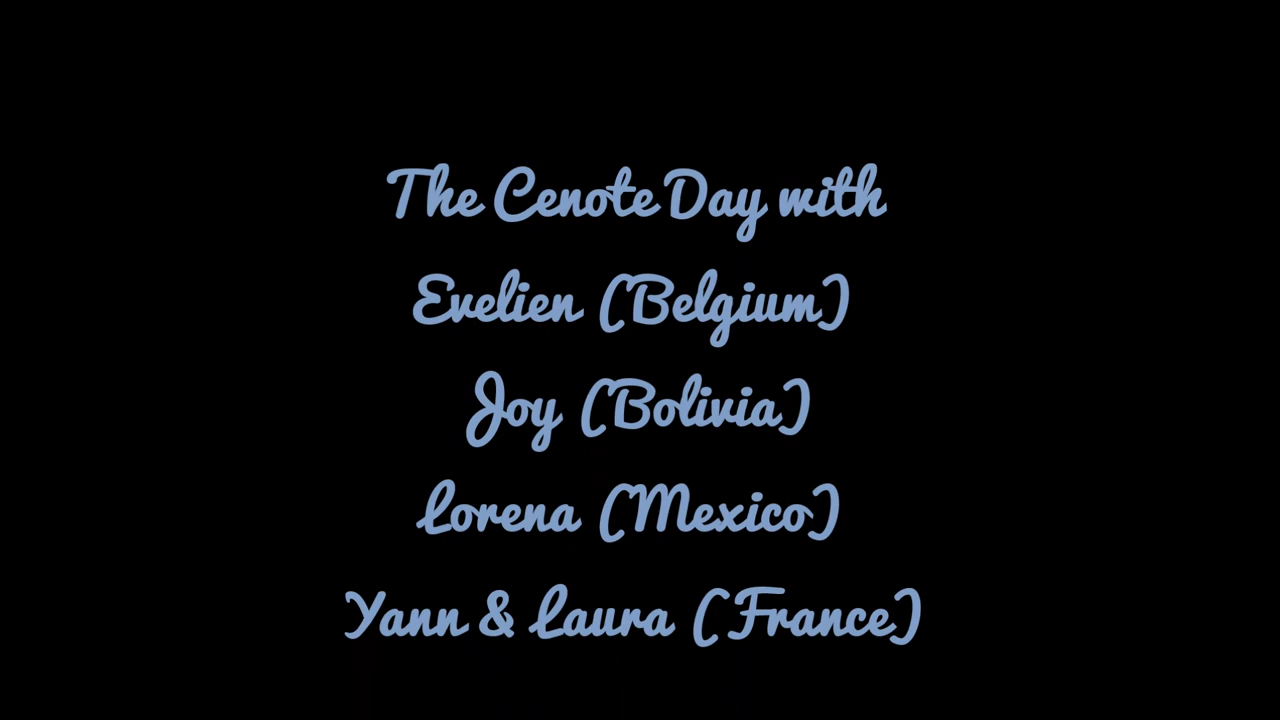 The Cenote Day with
Evelien (Belgium)
Joy (Bolivia)
Lorena (Mexico)
Yann & Laura (France)